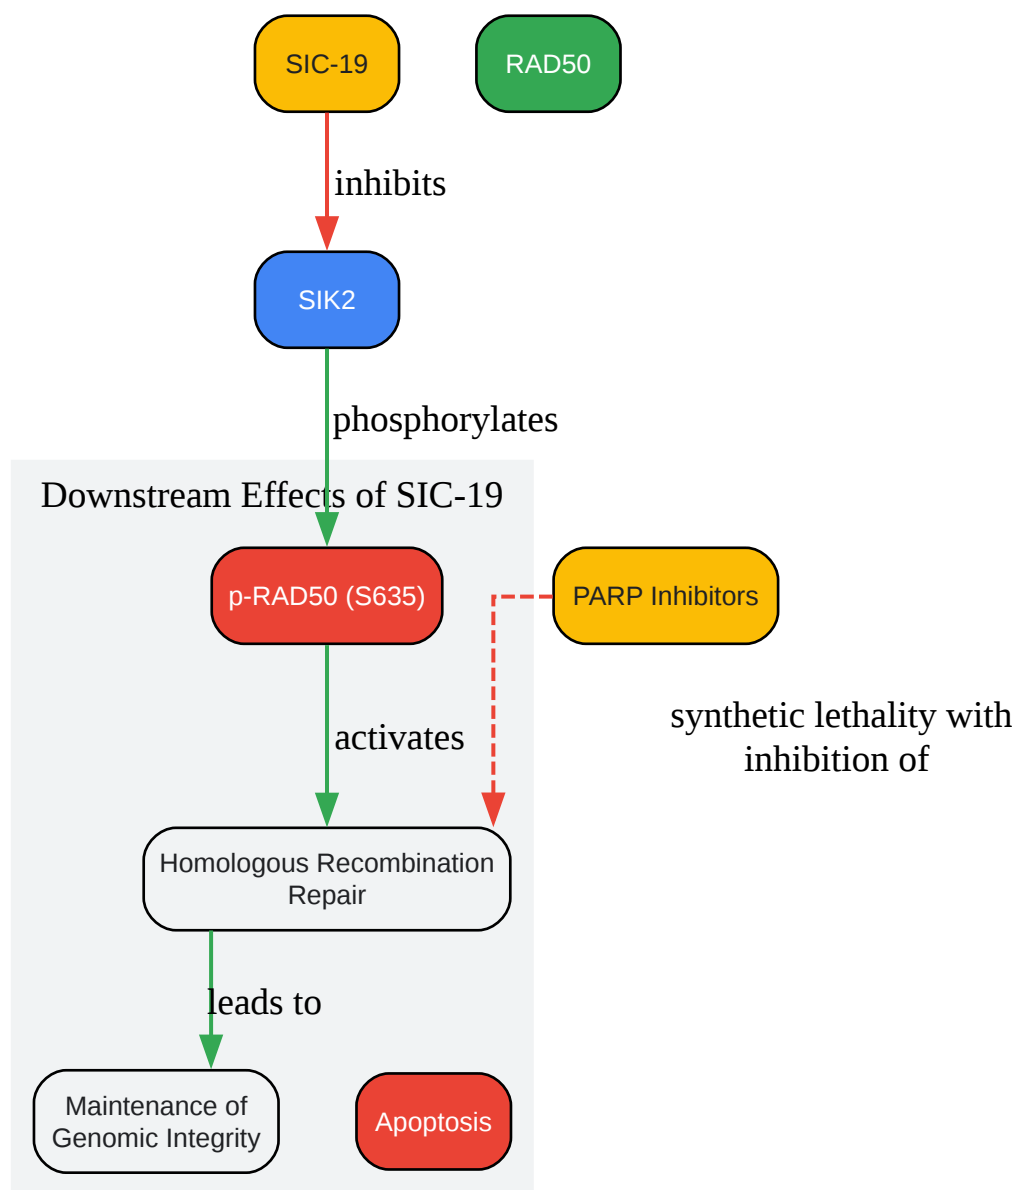 SIC-19
RAD50
inhibits
SIK2
phosphorylates
Downstream Effects of SIC-19
p-RAD50 (S635)
PARP Inhibitors
activates
synthetic lethality with
inhibition of
Homologous Recombination
Repair
leads to
Maintenance of
Genomic Integrity
Apoptosis